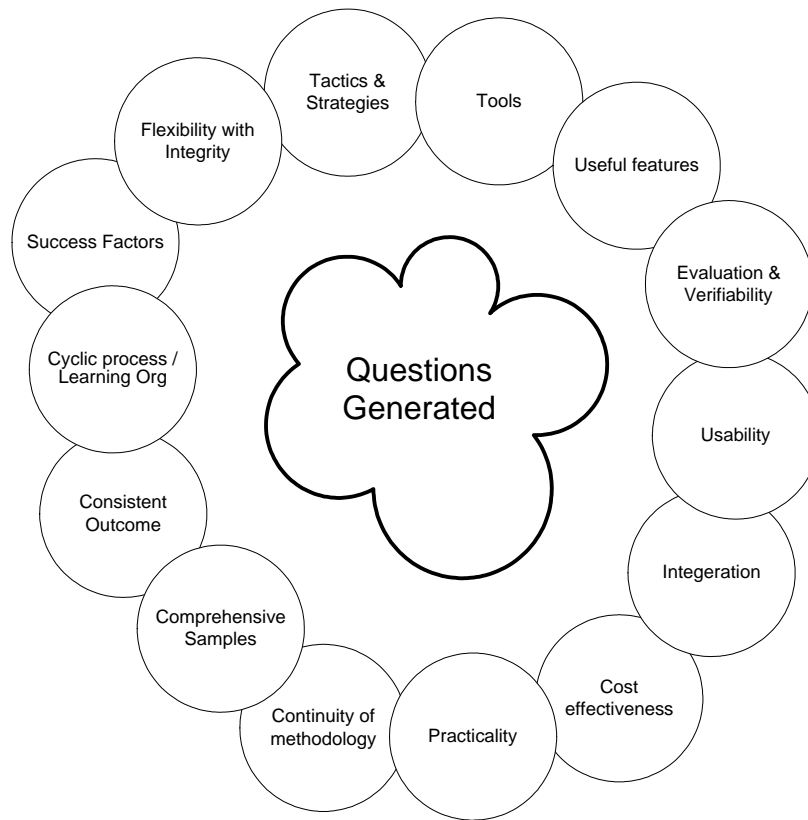 Tactics &
Strategies
Tools
Flexibility with
Integrity
Useful features
Success Factors
Evaluation &
Verifiability
Cyclic process /
Learning Org
Questions
Generated
Usability
Consistent
Outcome
Integeration
Comprehensive
Samples
Cost
effectiveness
Continuity of
methodology
Practicality